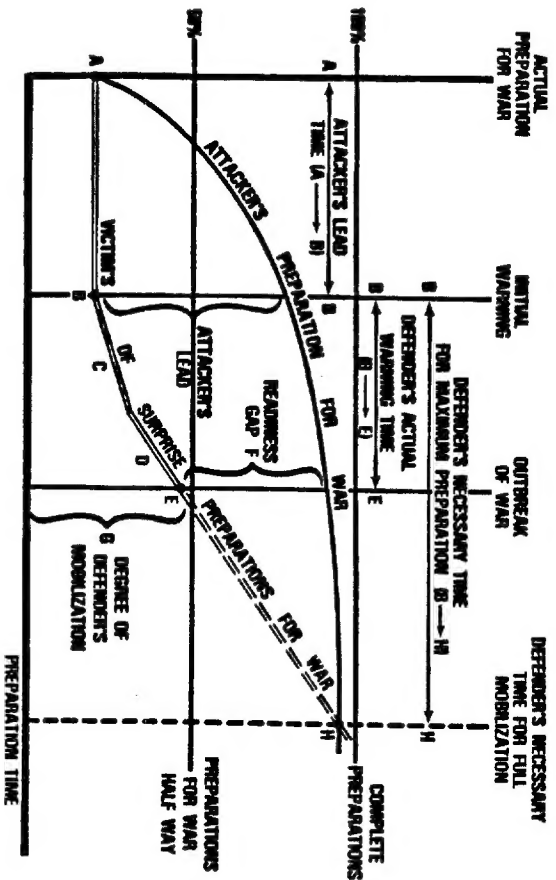 ACTUAL
PREPARATION
FOR WAR
INITIAL
WARNING
OUTBREAK
OF WAR
DEFENDER'S NECESSARY
TIME FOR FULL
MOBILIZATION
DEFENDER'S NECESSARY TIME
FOR MAXIMUM PREPARATION (B → H)
B
H
100%
B
DEFENDER'S ACTUAL
WARNING TIME
(B → E)
E
COMPLETE
PREPARATIONS
A
ATTACKER'S LEAD
TIME (A → B)
B
H
ATTACKER'S PREPARATION FOR WAR
50%
ATTACKER'S
LEAD
READINESS
GAP F
PREPARATIONS
FOR WAR
HALF WAY
A
VICTIM'S
B
OF
C
SURPRISE
D
E
PREPARATIONS FOR WAR
G
DEGREE OF
DEFENDER'S
MOBILIZATION
PREPARATION TIME